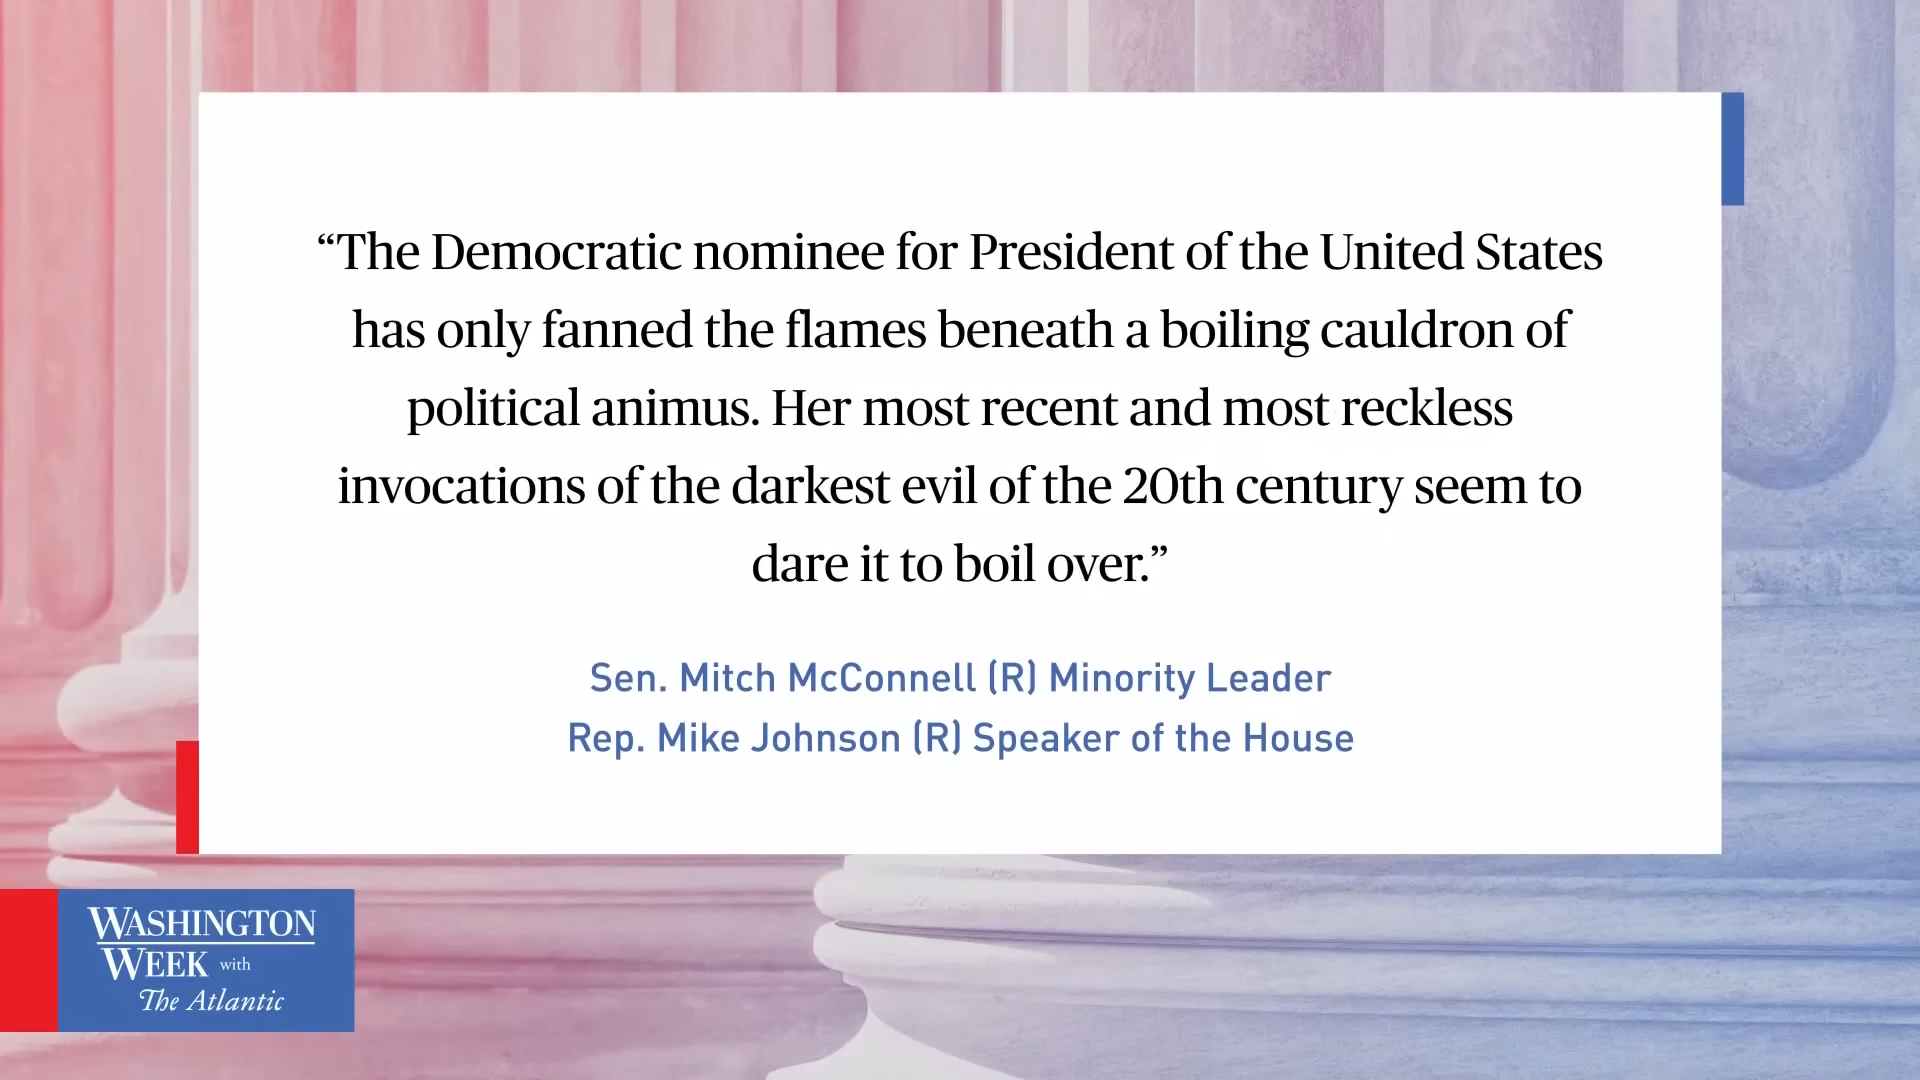 “The Democratic nominee for President of the United States
has only fanned the flames beneath a boiling cauldron of
political animus. Her most recent and most reckless
invocations of the darkest evil of the 20th century seem to
dare it to boil over.”
Sen. Mitch McConnell (R) Minority Leader
Rep. Mike Johnson (R) Speaker of the House
WASHINGTON
WEEK with
The Atlantic